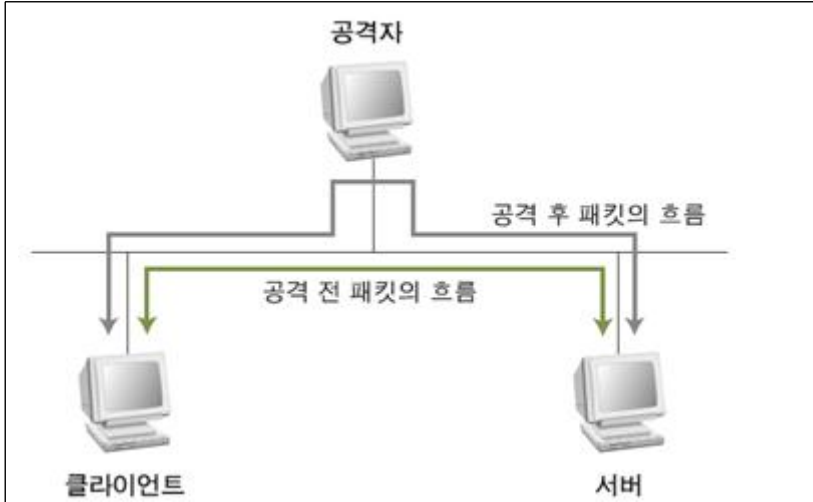 공격자
공격 후 패킷의 흐름
공격 전 패킷의 흐름
클라이언트
서버